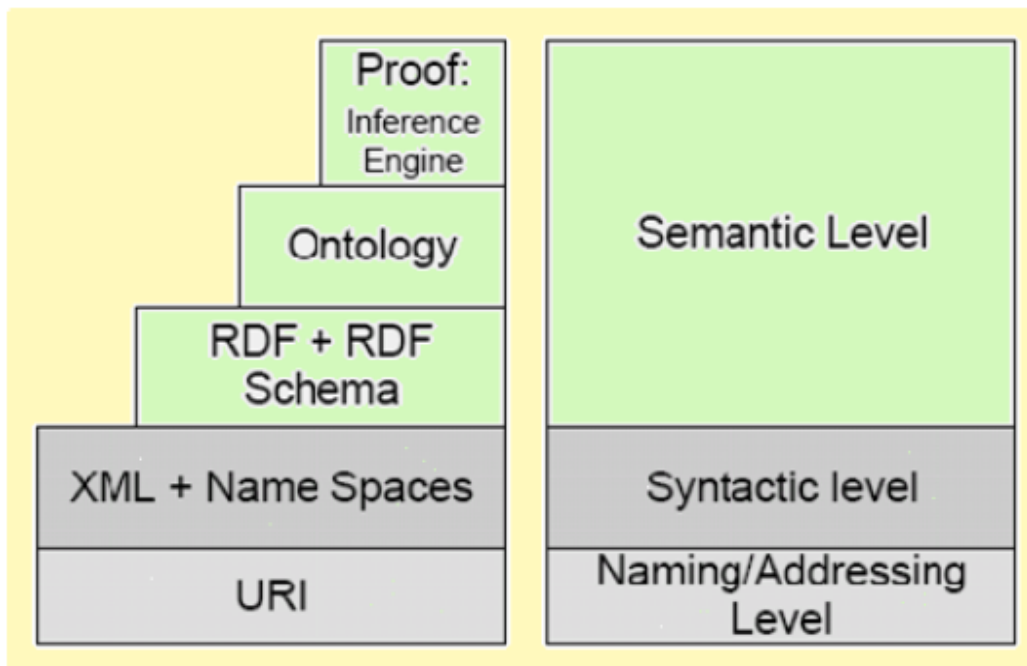 Proof:
Inference
Engine
Ontology
RDF + RDF
Schema
XML + Name Spaces
URI
Semantic Level
Syntactic level
Naming/Addressing
Level